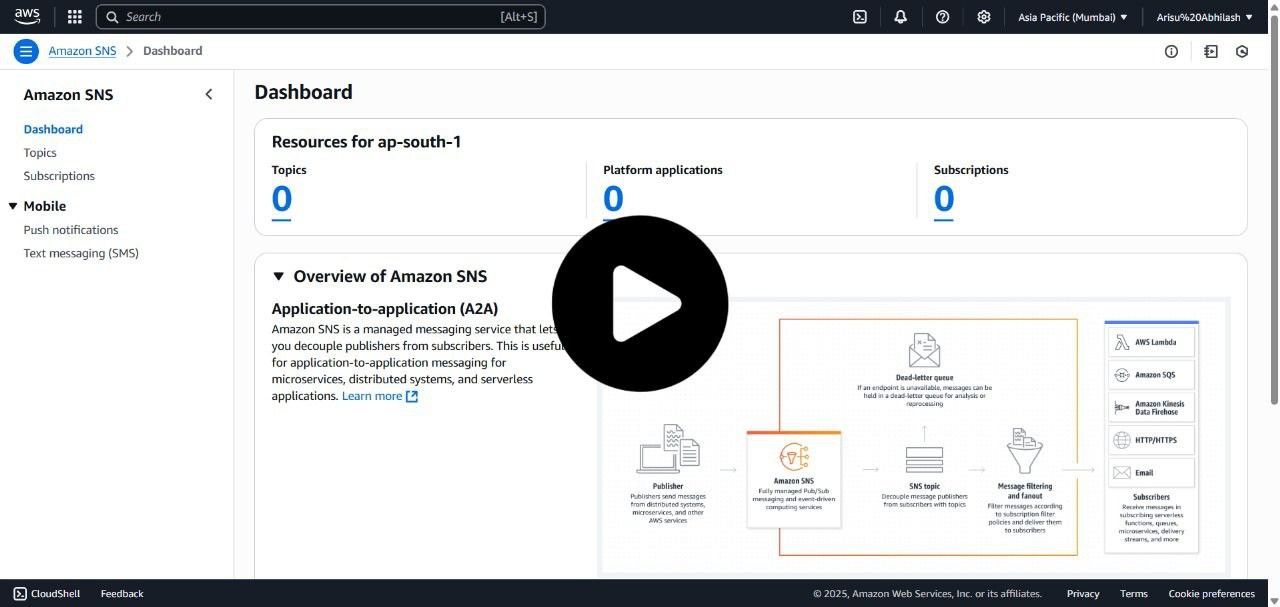 aws
Search
[Alt+S]
Asia Pacific (Mumbai)
Arisu%20Abhilash
Amazon SNS
Dashboard
Amazon SNS
Dashboard
Topics
Subscriptions
Mobile
Push notifications
Text messaging (SMS)
Dashboard
Resources for ap-south-1
Topics
0
Platform applications
0
Subscriptions
0
Overview of Amazon SNS
Application-to-application (A2A)
Amazon SNS is a managed messaging service that lets
you decouple publishers from subscribers. This is useful
for application-to-application messaging for
microservices, distributed systems, and serverless
applications. Learn more
Publisher
Publishers send messages
from distributed systems,
microservices, and other
AWS services
Amazon SNS
Fully managed Pub/Sub
messaging and event-driven
computing services
Dead-letter queue
If an endpoint is unavailable, messages can be
held in a dead-letter queue for analysis or
reprocessing
SNS topic
Decouple message publishers
from subscribers with topics
Message filtering
and fanout
Filter messages according
to subscription filter
policies and deliver them
to subscribers
AWS Lambda
Amazon SQS
Amazon Kinesis
Data Firehose
HTTP/HTTPS
Email
Subscribers
Receive messages in
subscribing serverless
functions, queues,
microservices, delivery
streams, and more
CloudShell
Feedback
© 2025, Amazon Web Services, Inc. or its affiliates.
Privacy
Terms
Cookie preferences